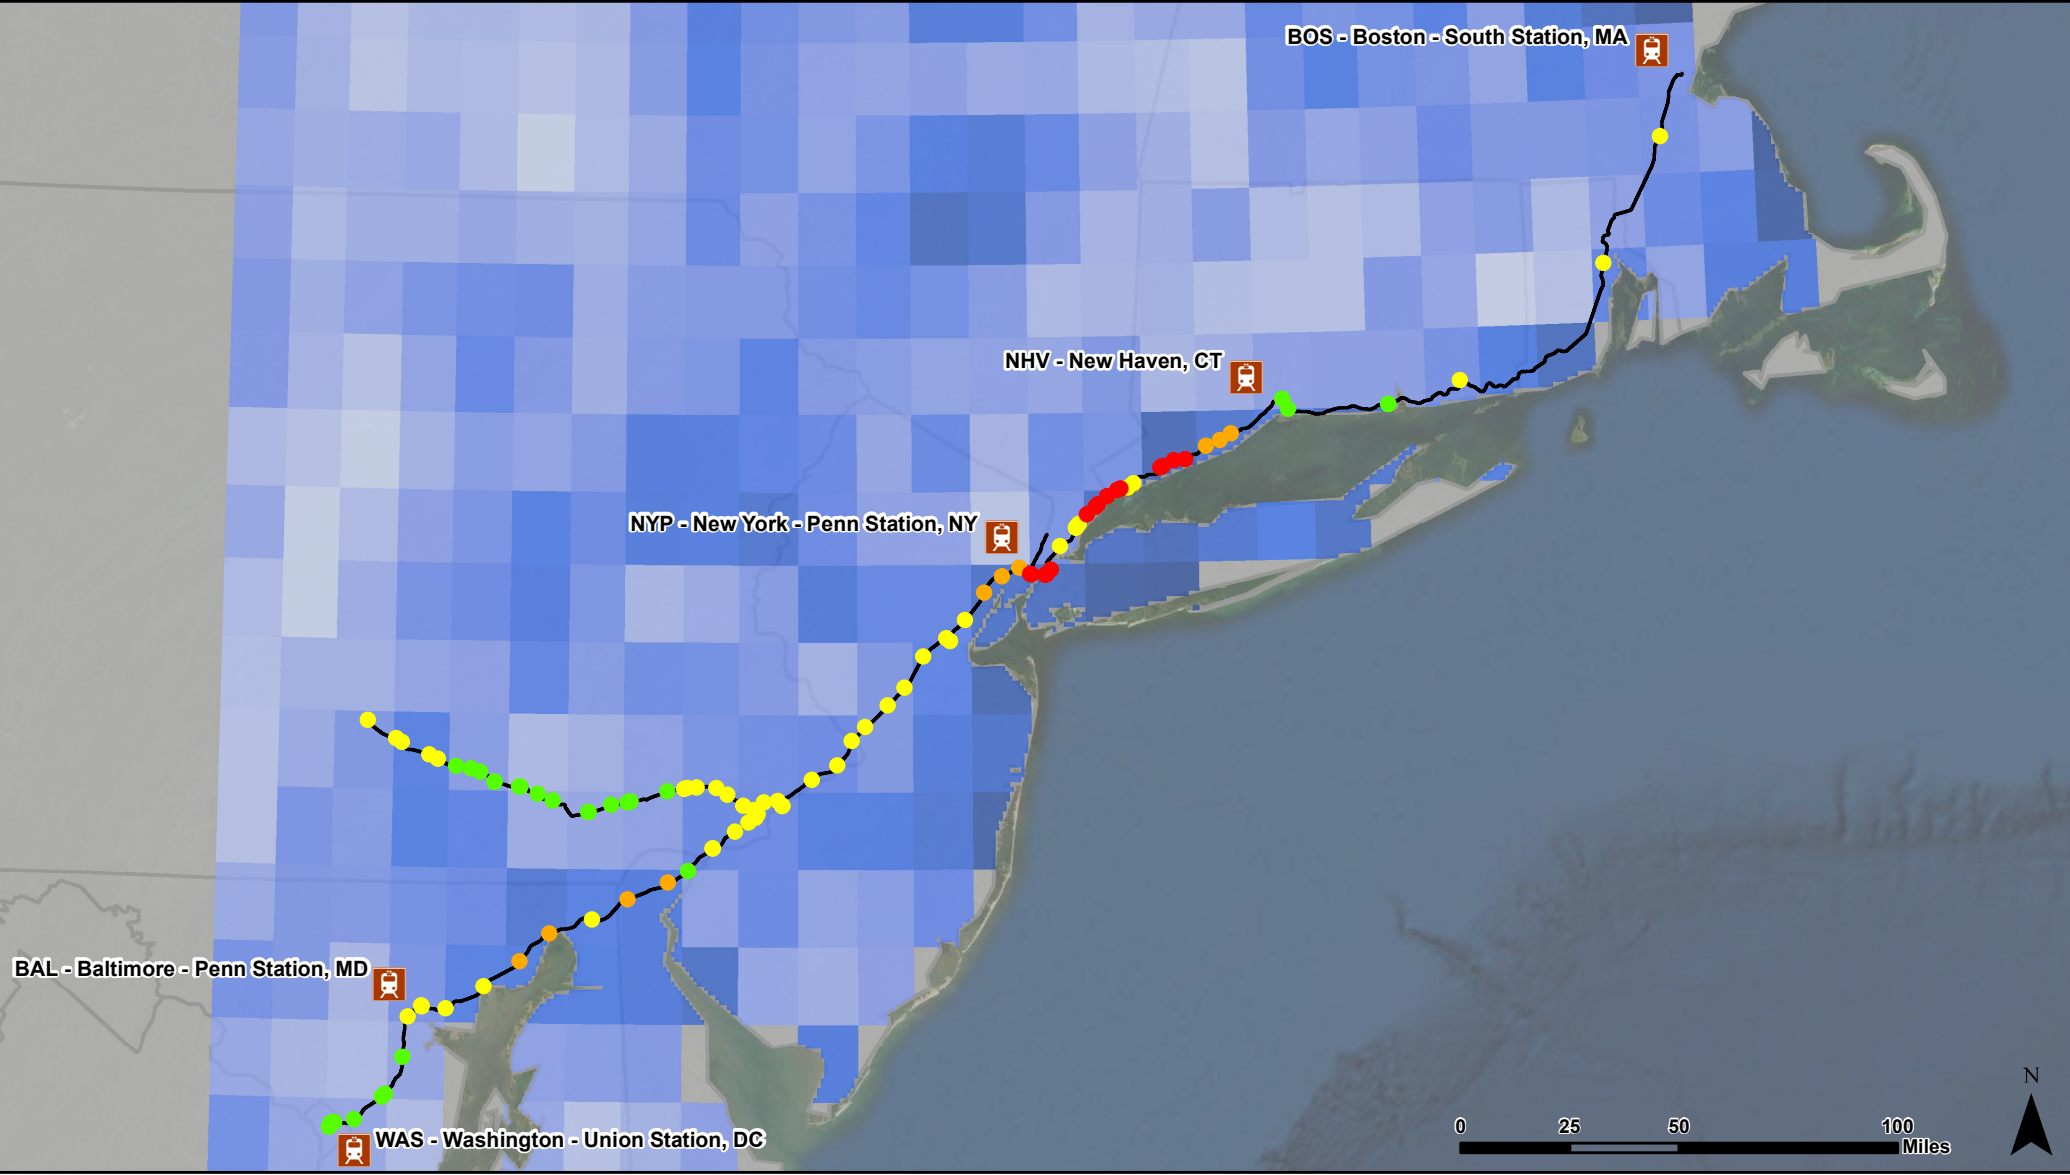 BOS - Boston - South Station, MA
NHV - New Haven, CT
NYP - New York - Penn Station, NY
BAL - Baltimore - Penn Station, MD
WAS - Washington - Union Station, DC
N
0 25 50 100
Miles